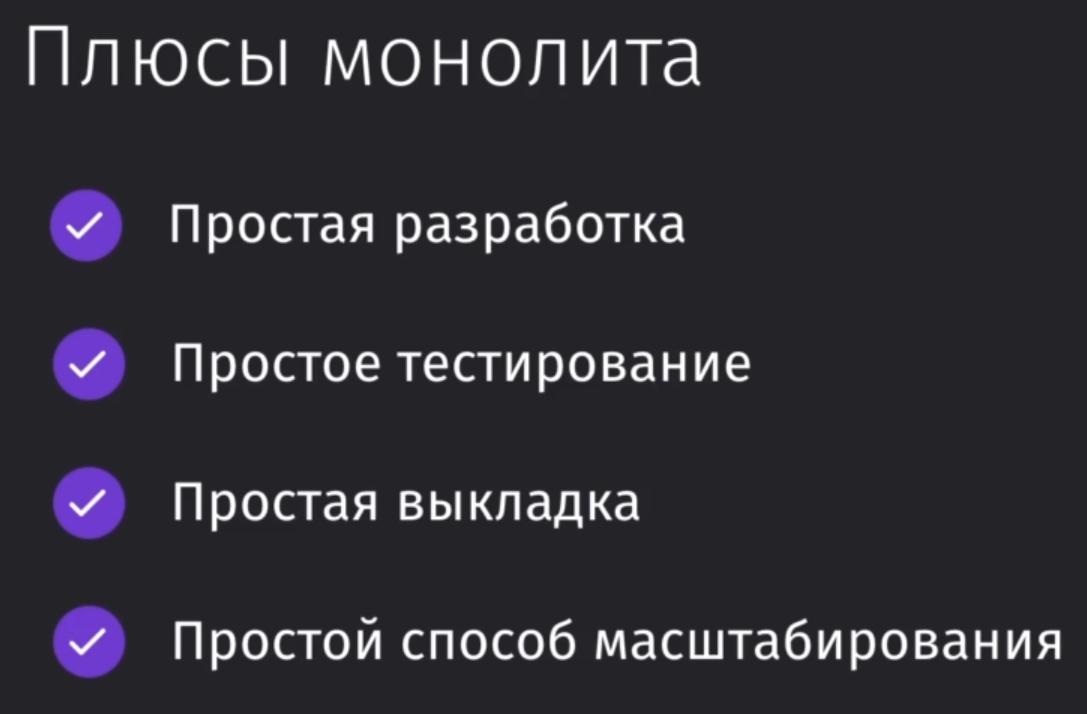 Плюсы монолита
Простая разработка
Простое тестирование
Простая выкладка
Простой способ масштабирования